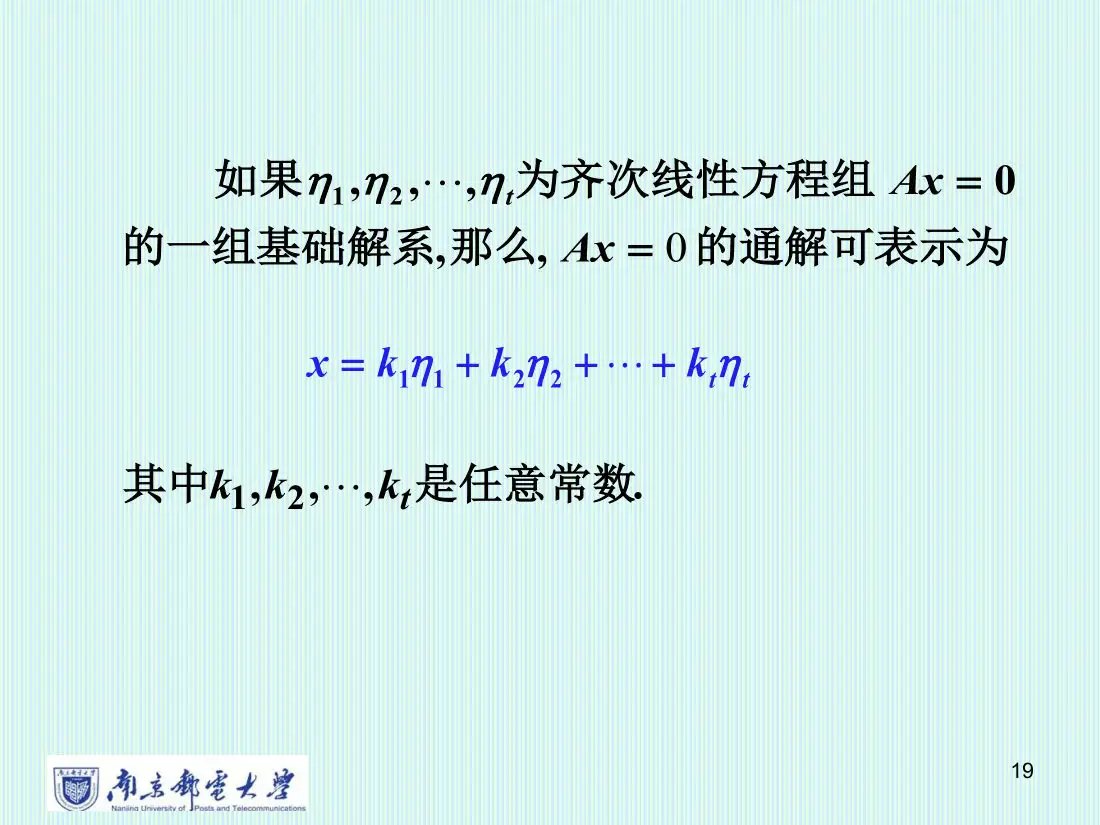 如果η₁,η₂,⋯,ηₜ为齐次线性方程组 Ax = 0
的一组基础解系,那么, Ax = 0 的通解可表示为
x = k₁η₁ + k₂η₂ + ⋯ + kₜηₜ
其中k₁,k₂,⋯,kₜ是任意常数.
南京郵電大學
Nanjing University of Posts and Telecommunications
19